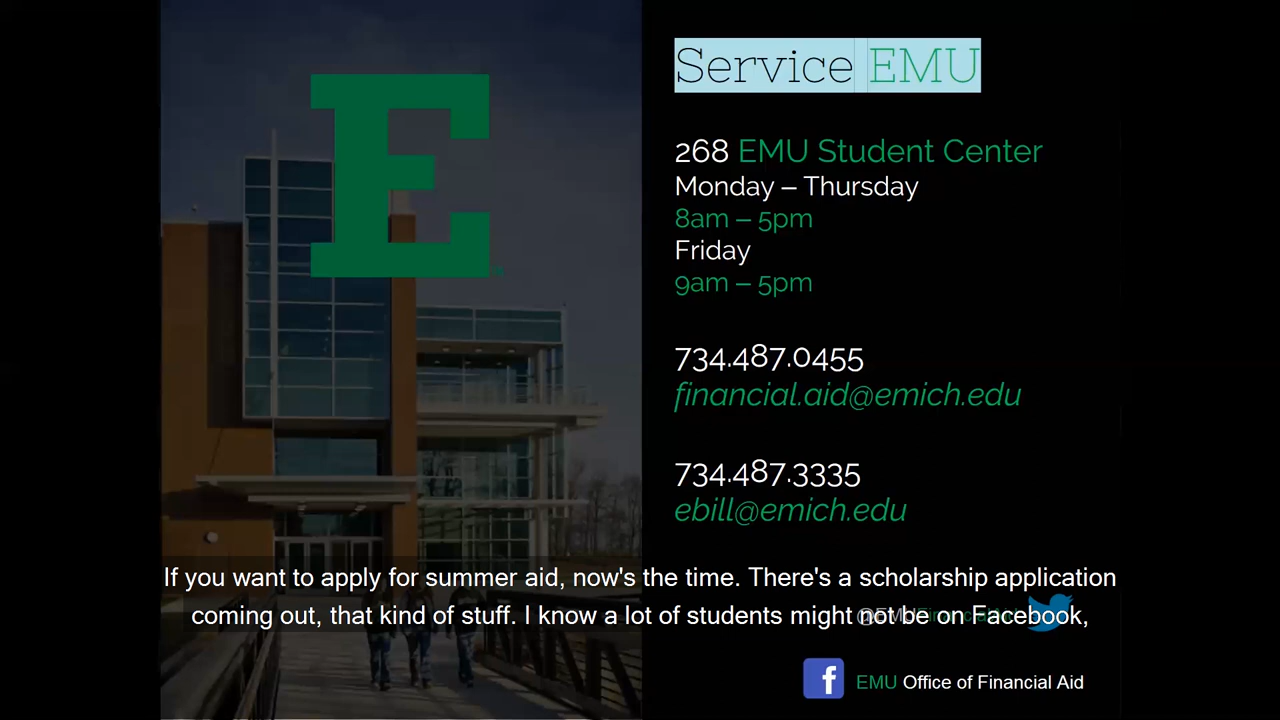 E
Service EMU
268 EMU Student Center
Monday – Thursday
8am – 5pm
Friday
9am – 5pm
734.487.0455
financial.aid@emich.edu
734.487.3335
ebill@emich.edu
If you want to apply for summer aid, now's the time. There's a scholarship application
coming out, that kind of stuff. I know a lot of students might not be on Facebook,
EMU Office of Financial Aid